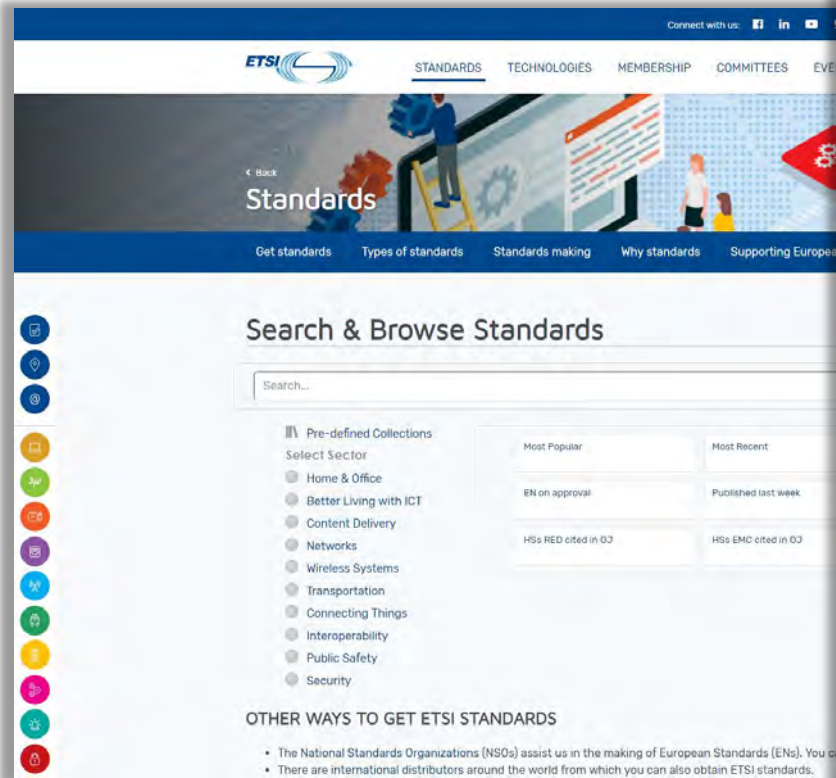 Connect with us:
ETSI
STANDARDS TECHNOLOGIES MEMBERSHIP COMMITTEES
< Back
Standards
Get standards Types of standards Standards making Why standards Supporting
Search & Browse Standards
Search...
Pre-defined Collections
Select Sector
Home & Office
Better Living with ICT
Content Delivery
Networks
Wireless Systems
Transportation
Connecting Things
Interoperability
Public Safety
Security
Most Popular Most Recent
EN on approval Published last week
HSs RED cited in OJ HSs EMC cited in OJ
OTHER WAYS TO GET ETSI STANDARDS
• The National Standards Organizations (NSOs) assist us in the making of European Standards (ENs). You
• There are international distributors around the world from which you can also obtain ETSI standards.